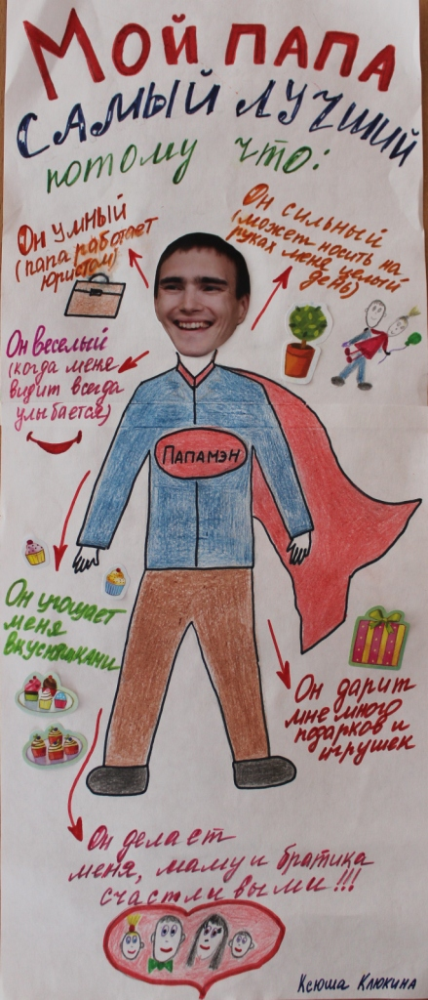 Мой ПАПА
САМЫЙ ЛУЧШИЙ
потому что:
Он умный
(папа работает
юристом)
Он сильный
(может носить на
руках меня целый
день)
Он веселый
(когда меня
видит всегда
улыбается)
ПАПАМЭН
Он угощает
меня
вкусняшками
Он дарит
мне много
подарков и
игрушек
Он делает
меня, маму и братика
счастливыми!!!
Ксюша Клюкина